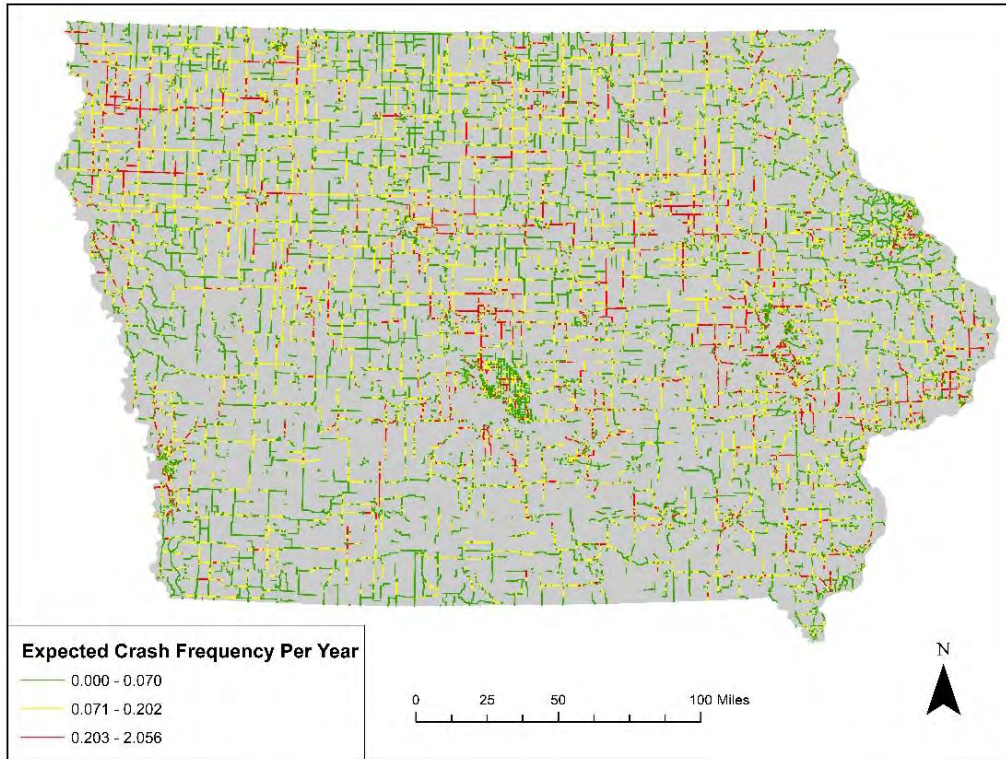 Expected Crash Frequency Per Year
0.000 - 0.070
0.071 - 0.202
0.203 - 2.056
0 25 50 100 Miles
N